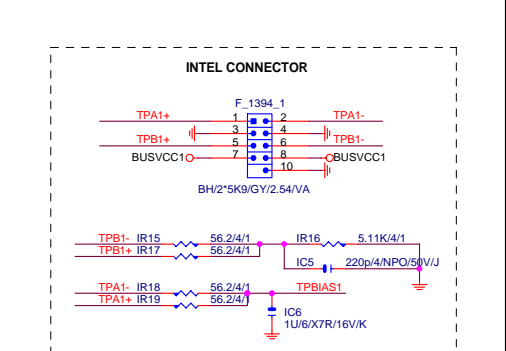 INTEL CONNECTOR
F_1394_1
TPA1+ 1 2 TPA1-
3 4
TPB1+ 5 6 TPB1-
BUSVCC1 7 8 BUSVCC1
10
BH/2*5K9/GY/2.54/VA
TPB1- IR15 56.2/4/1 IR16 5.11K/4/1
TPB1+ IR17 56.2/4/1
IC5 220p/4/NPO/50V/J
TPA1- IR18 56.2/4/1 TPBIAS1
TPA1+ IR19 56.2/4/1
IC6
1U/6/X7R/16V/K